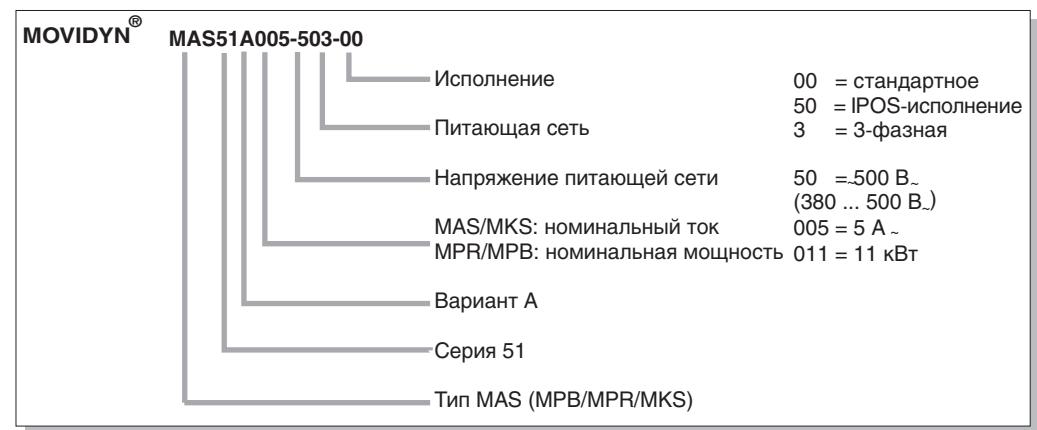 MOVIDYN® MAS51A005-503-00
Исполнение 00 = стандартное
50 = IPOS-исполнение
Питающая сеть 3 = 3-фазная
Напряжение питающей сети 50 =~500 В~
(380 ... 500 В~)
MAS/MKS: номинальный ток 005 = 5 А ~
MPR/MPB: номинальная мощность 011 = 11 кВт
Вариант А
Серия 51
Тип MAS (MPB/MPR/MKS)